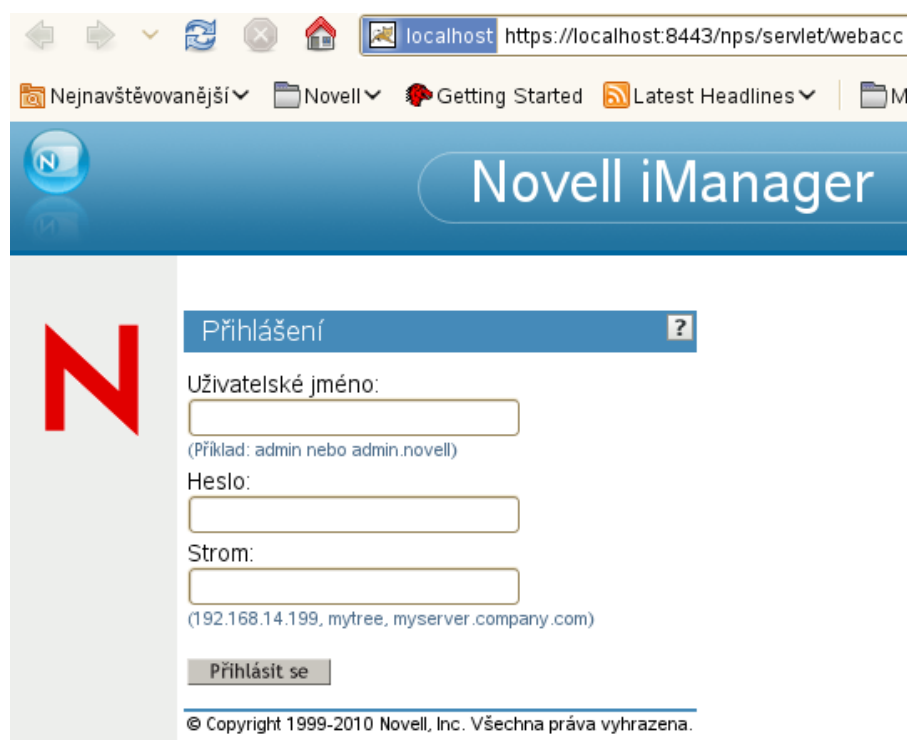 localhost https://localhost:8443/nps/servlet/webacc
Nejnavštěvovanější Novell Getting Started Latest Headlines M
N
Novell iManager
N
Přihlášení ?
Uživatelské jméno:
(Příklad: admin nebo admin.novell)
Heslo:
Strom:
(192.168.14.199, mytree, myserver.company.com)
Přihlásit se
© Copyright 1999-2010 Novell, Inc. Všechna práva vyhrazena.